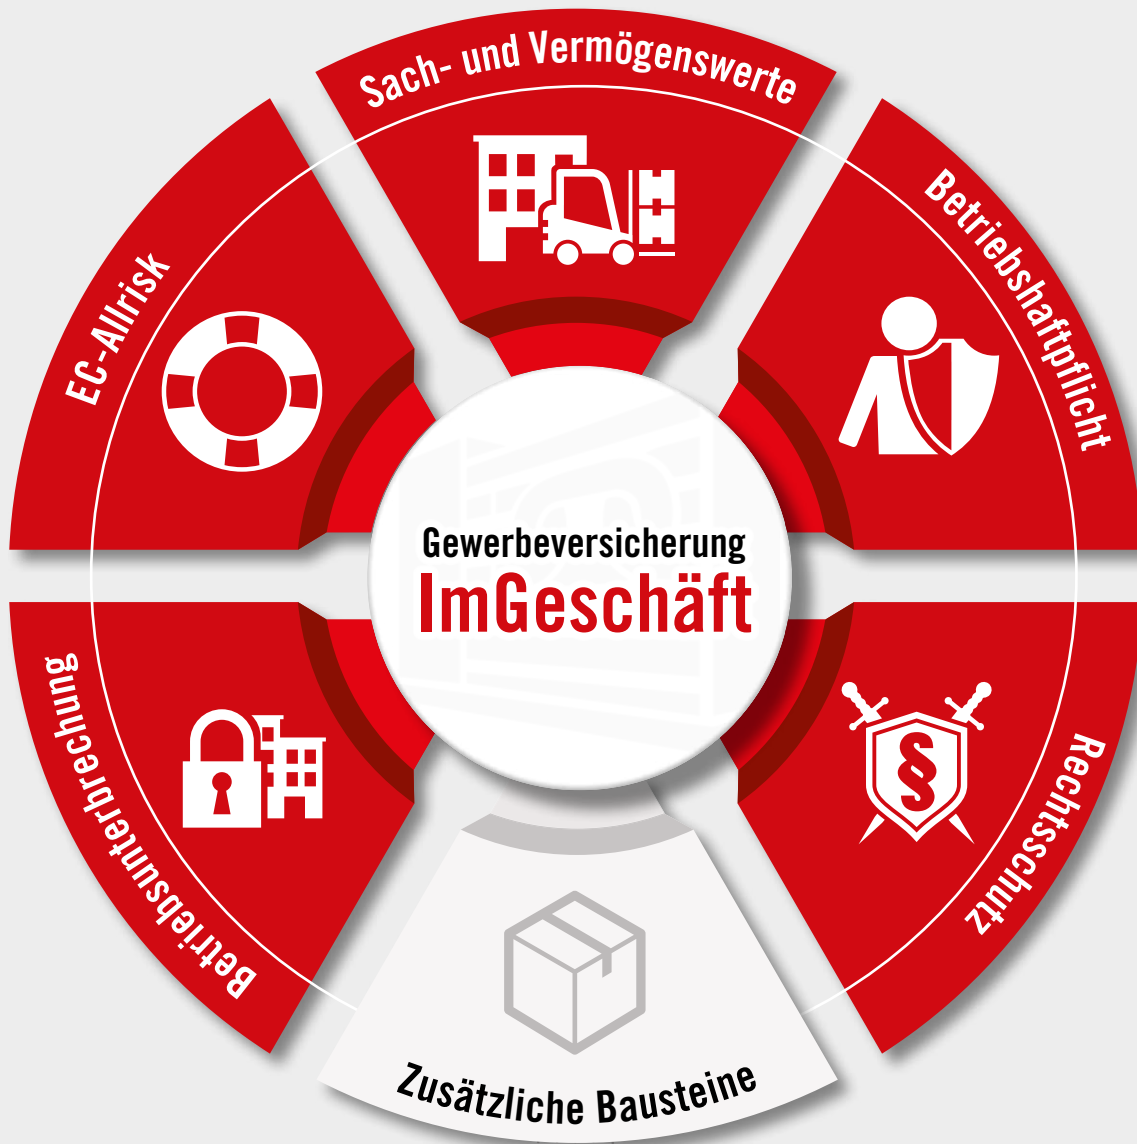 Sach- und Vermögenswerte
Betriebshaftpflicht
Rechtsschutz
Zusätzliche Bausteine
Betriebsunterbrechung
EC-Allrisk
Gewerbeversicherung
ImGeschäft
§